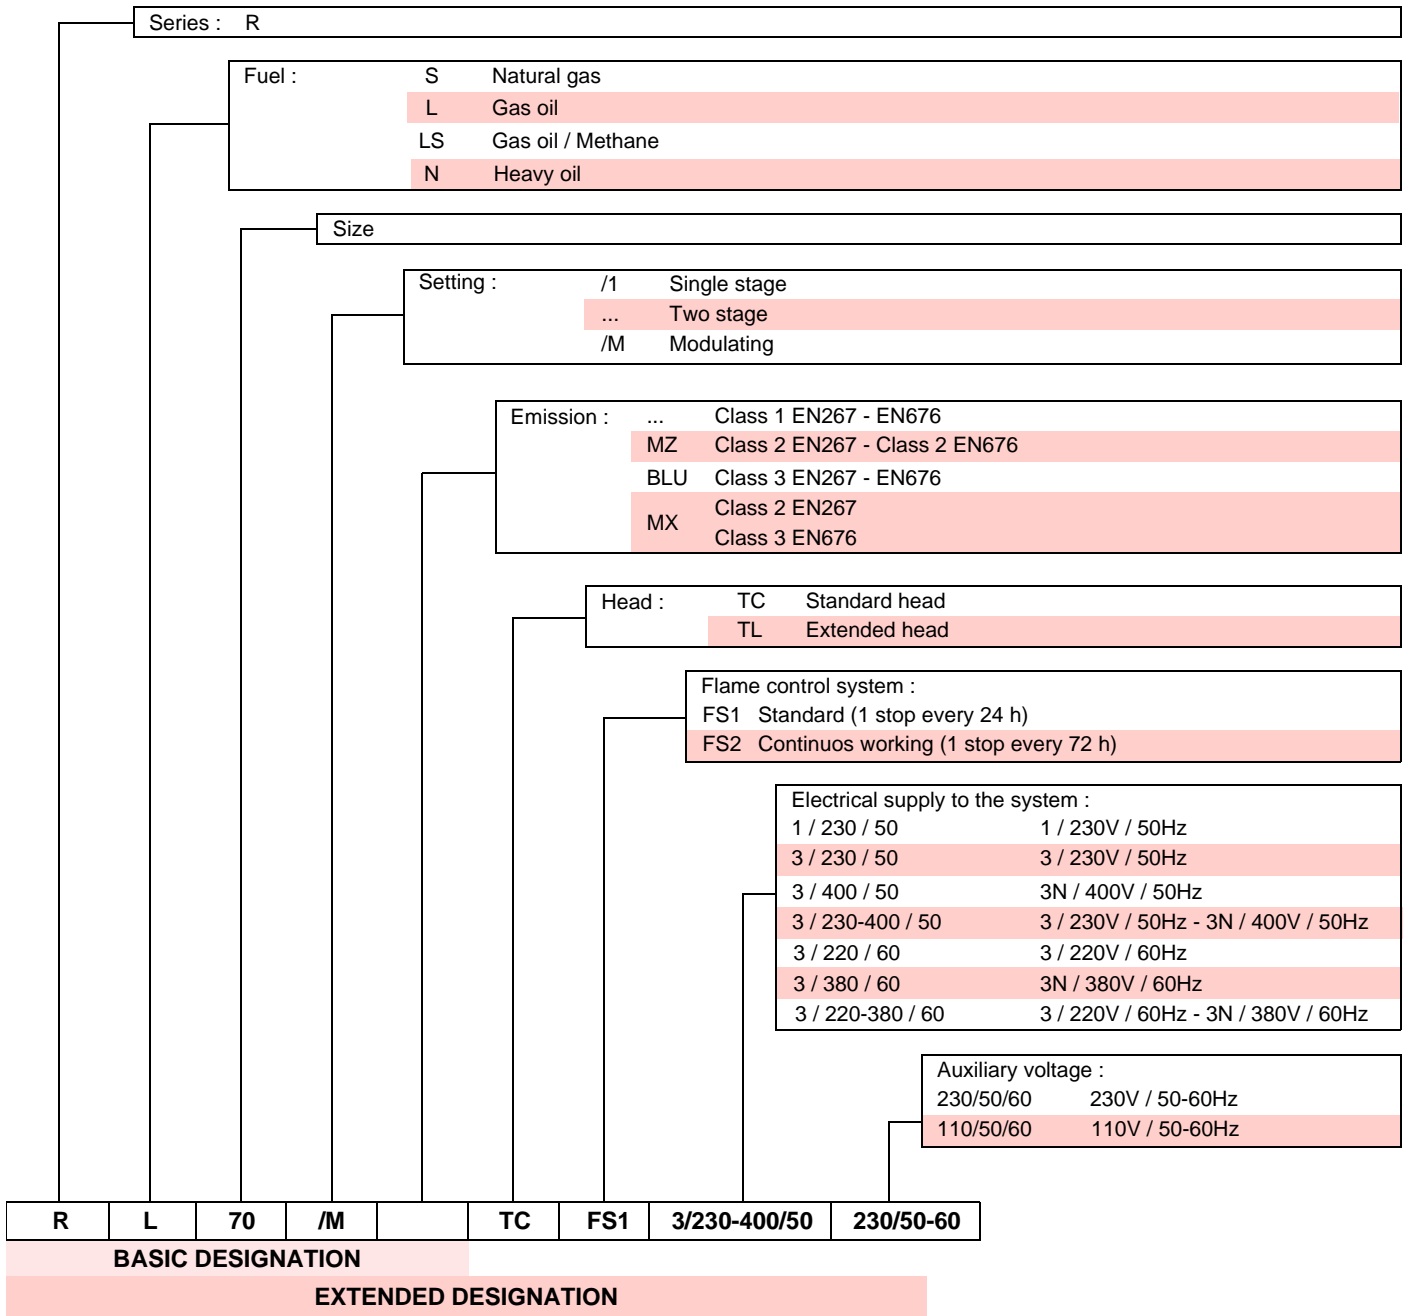 Series : R
Fuel : S Natural gas
L Gas oil
LS Gas oil / Methane
N Heavy oil
Size
Setting : /1 Single stage
... Two stage
/M Modulating
Emission : ... Class 1 EN267 - EN676
MZ Class 2 EN267 - Class 2 EN676
BLU Class 3 EN267 - EN676
MX Class 2 EN267
Class 3 EN676
Head : TC Standard head
TL Extended head
Flame control system :
FS1 Standard (1 stop every 24 h)
FS2 Continuos working (1 stop every 72 h)
Electrical supply to the system :
1 / 230 / 50 1 / 230V / 50Hz
3 / 230 / 50 3 / 230V / 50Hz
3 / 400 / 50 3N / 400V / 50Hz
3 / 230-400 / 50 3 / 230V / 50Hz - 3N / 400V / 50Hz
3 / 220 / 60 3 / 220V / 60Hz
3 / 380 / 60 3N / 380V / 60Hz
3 / 220-380 / 60 3 / 220V / 60Hz - 3N / 380V / 60Hz
Auxiliary voltage :
230/50/60 230V / 50-60Hz
110/50/60 110V / 50-60Hz
R L 70 /M TC FS1 3/230-400/50 230/50-60
BASIC DESIGNATION
EXTENDED DESIGNATION